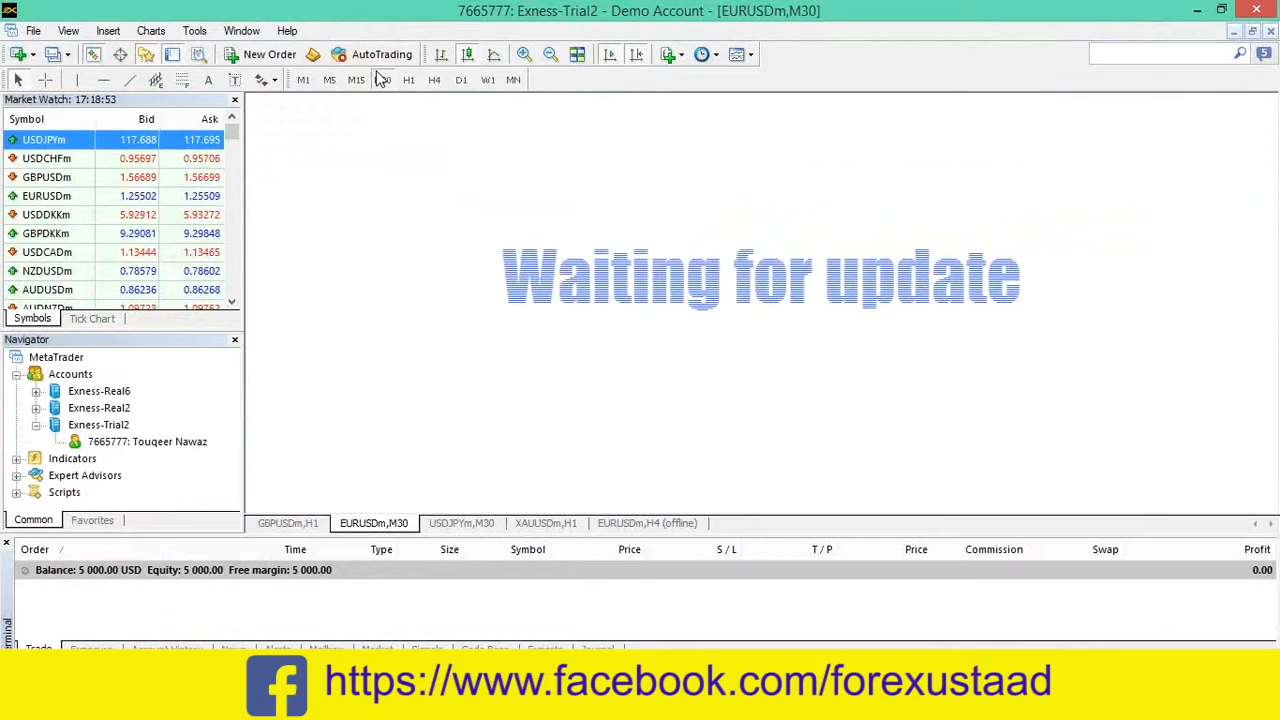 7665777: Exness-Trial2 - Demo Account - [EURUSDm,M30]
File View Insert Charts Tools Window Help
New Order AutoTrading 5
A T M1 M5 M15 H1 H4 D1 W1 MN
Market Watch: 17:18:53
Symbol Bid Ask
USDJPYm 117.688 117.695
USDCHFm 0.95697 0.95706
GBPUSDm 1.56689 1.56699
EURUSDm 1.25502 1.25509
USDDKKm 5.92912 5.93272
GBPDKKm 9.29081 9.29848
USDCADm 1.13444 1.13465
NZDUSDm 0.78579 0.78602
AUDUSDm 0.86236 0.86268
AUDNZDm 1.09723 1.09762
Symbols Tick Chart
Waiting for update
Navigator
MetaTrader
Accounts
Exness-Real6
Exness-Real2
Exness-Trial2
7665777: Touqeer Nawaz
Indicators
Expert Advisors
Scripts
Common Favorites
GBPUSDm,H1 EURUSDm,M30 USDJPYm,M30 XAUUSDm,H1 EURUSDm,H4 (offline)
Order / Time Type Size Symbol Price S / L T / P Price Commission Swap Profit
Balance: 5 000.00 USD Equity: 5 000.00 Free margin: 5 000.00 0.00
f https://www.facebook.com/forexustaad